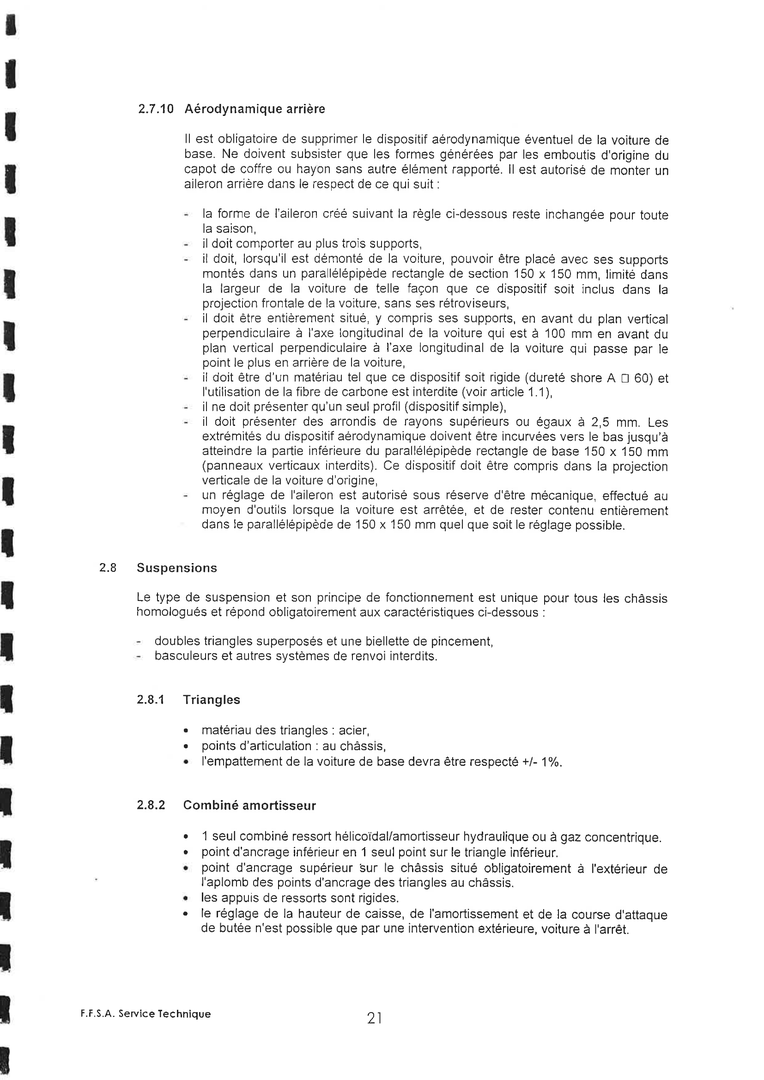 2.7.10 Aérodynamique arrière
Il est obligatoire de supprimer le dispositif aérodynamique éventuel de la voiture de
base. Ne doivent subsister que les formes générées par les emboutis d'origine du
capot de coffre ou hayon sans autre élément rapporté. Il est autorisé de monter un
aileron arrière dans le respect de ce qui suit :
- la forme de l'aileron créé suivant la règle ci-dessous reste inchangée pour toute
la saison,
- il doit comporter au plus trois supports,
- il doit, lorsqu'il est démonté de la voiture, pouvoir être placé avec ses supports
montés dans un parallélépipède rectangle de section 150 x 150 mm, limité dans
la largeur de la voiture de telle façon que ce dispositif soit inclus dans la
projection frontale de la voiture, sans ses rétroviseurs,
- il doit être entièrement situé, y compris ses supports, en avant du plan vertical
perpendiculaire à l'axe longitudinal de la voiture qui est à 100 mm en avant du
plan vertical perpendiculaire à l'axe longitudinal de la voiture qui passe par le
point le plus en arrière de la voiture,
- il doit être d'un matériau tel que ce dispositif soit rigide (dureté shore A □ 60) et
l'utilisation de la fibre de carbone est interdite (voir article 1.1),
- il ne doit présenter qu'un seul profil (dispositif simple),
- il doit présenter des arrondis de rayons supérieurs ou égaux à 2,5 mm. Les
extrémités du dispositif aérodynamique doivent être incurvées vers le bas jusqu'à
atteindre la partie inférieure du parallélépipède rectangle de base 150 x 150 mm
(panneaux verticaux interdits). Ce dispositif doit être compris dans la projection
verticale de la voiture d'origine,
- un réglage de l'aileron est autorisé sous réserve d'être mécanique, effectué au
moyen d'outils lorsque la voiture est arrêtée, et de rester contenu entièrement
dans le parallélépipède de 150 x 150 mm quel que soit le réglage possible.
2.8 Suspensions
Le type de suspension et son principe de fonctionnement est unique pour tous les châssis
homologués et répond obligatoirement aux caractéristiques ci-dessous :
- doubles triangles superposés et une biellette de pincement,
- basculeurs et autres systèmes de renvoi interdits.
2.8.1 Triangles
• matériau des triangles : acier,
• points d'articulation : au châssis,
• l'empattement de la voiture de base devra être respecté +/- 1%.
2.8.2 Combiné amortisseur
• 1 seul combiné ressort hélicoïdal/amortisseur hydraulique ou à gaz concentrique.
• point d'ancrage inférieur en 1 seul point sur le triangle inférieur.
• point d'ancrage supérieur sur le châssis situé obligatoirement à l'extérieur de
l'aplomb des points d'ancrage des triangles au châssis.
• les appuis de ressorts sont rigides.
• le réglage de la hauteur de caisse, de l'amortissement et de la course d'attaque
de butée n'est possible que par une intervention extérieure, voiture à l'arrêt.
F.F.S.A. Service Technique
21